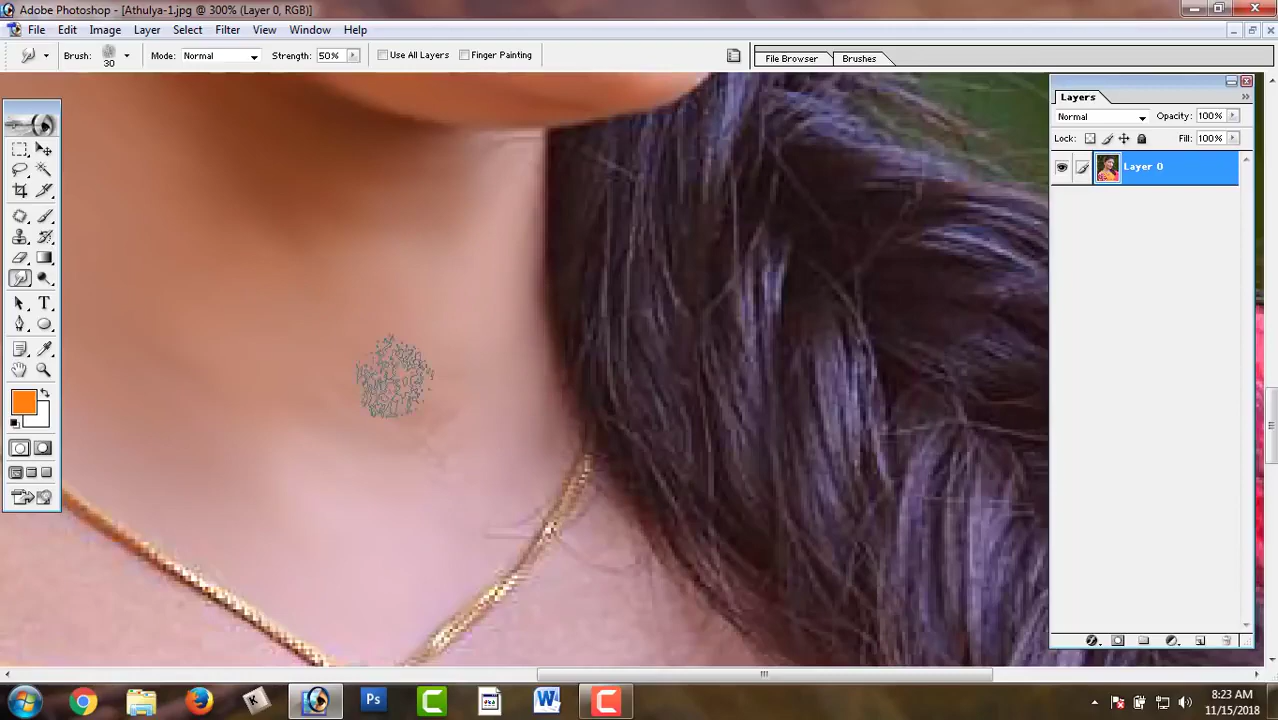 Adobe Photoshop - [Athulya-1.jpg @ 300% (Layer 0, RGB)]
File Edit Image Layer Select Filter View Window Help
Brush: 30 Mode: Normal Strength: 50% Use All Layers Finger Painting File Browser Brushes
Layers
Normal Opacity: 100%
Lock: Fill: 100%
Layer 0
T
K Ps C W
8:23 AM
11/15/2018